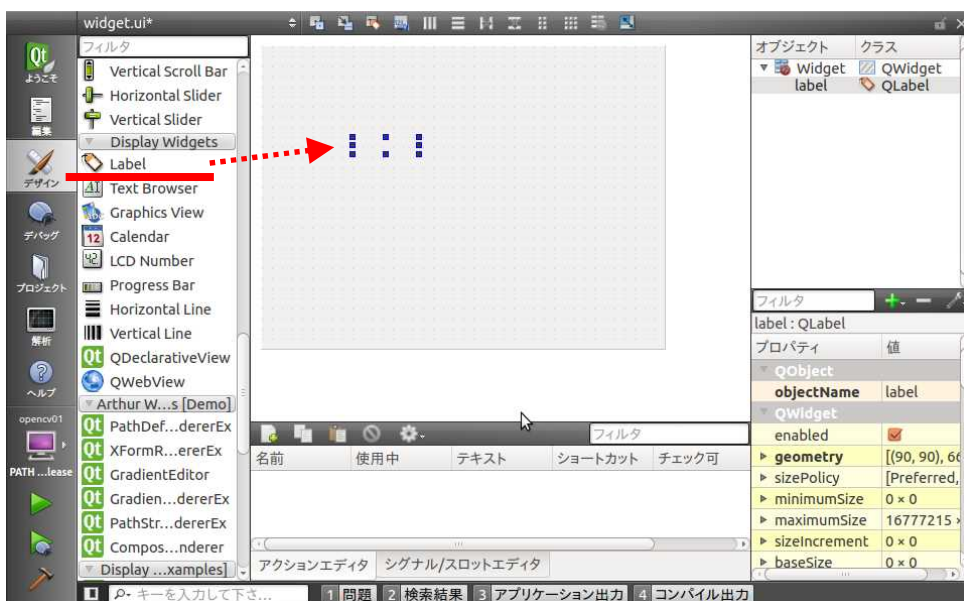 widget.ui*
ようこそ
編集
デザイン
デバッグ
プロジェクト
解析
ヘルプ
opencv01
PATH ...lease
フィルタ
Vertical Scroll Bar
Horizontal Slider
Vertical Slider
Display Widgets
Label
Text Browser
Graphics View
Calendar
LCD Number
Progress Bar
Horizontal Line
Vertical Line
QDeclarativeView
QWebView
Arthur W...s [Demo]
PathDef...dererEx
XFormR...ererEx
GradientEditor
Gradien...dererEx
PathStr...dererEx
Compos...nderer
Display ...xamples]
フィルタ
名前 使用中 テキスト ショートカット チェック可
アクションエディタ シグナル/スロットエディタ
オブジェクト クラス
Widget QWidget
label QLabel
フィルタ
label : QLabel
プロパティ 値
QObject
objectName label
QWidget
enabled
geometry [(90, 90), 66
sizePolicy [Preferred,
minimumSize 0 × 0
maximumSize 16777215 ×
sizeIncrement 0 × 0
baseSize 0 × 0
キーを入力して下さ...
1 問題 2 検索結果 3 アプリケーション出力 4 コンパイル出力